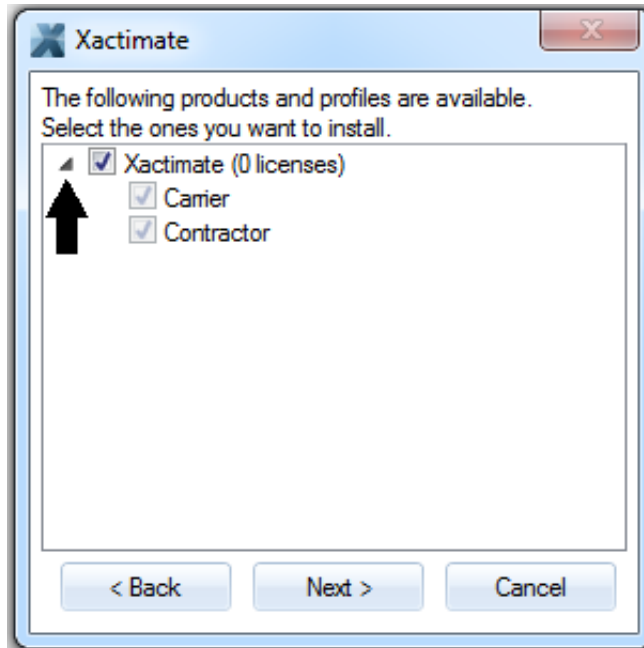 Xactimate
The following products and profiles are available.
Select the ones you want to install.
Xactimate (0 licenses)
Carrier
Contractor
< Back
Next >
Cancel